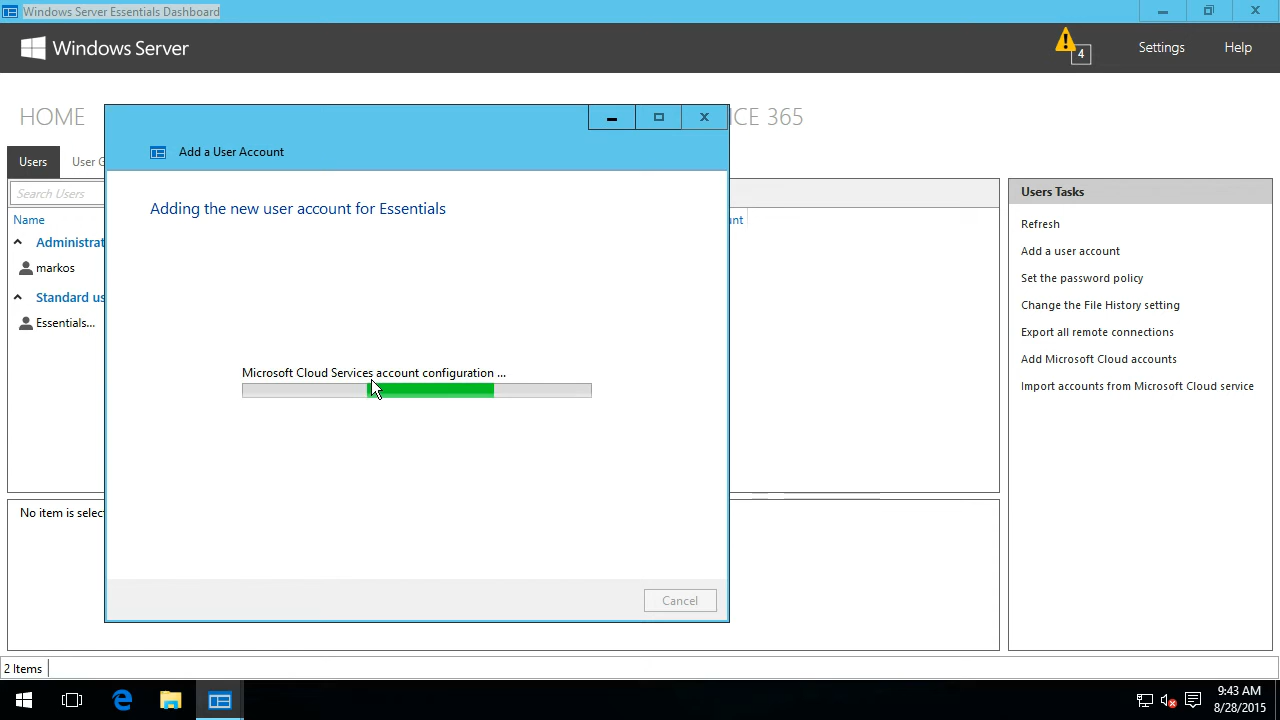 Windows Server Essentials Dashboard
Windows Server
4
Settings
Help
HOME
ICE 365
Users
Search Users
Name
Administrat
markos
Standard us
Essentials...
No item is selec
Add a User Account
Adding the new user account for Essentials
Microsoft Cloud Services account configuration ...
Cancel
Users Tasks
Refresh
Add a user account
Set the password policy
Change the File History setting
Export all remote connections
Add Microsoft Cloud accounts
Import accounts from Microsoft Cloud service
2 Items
9:43 AM
8/28/2015